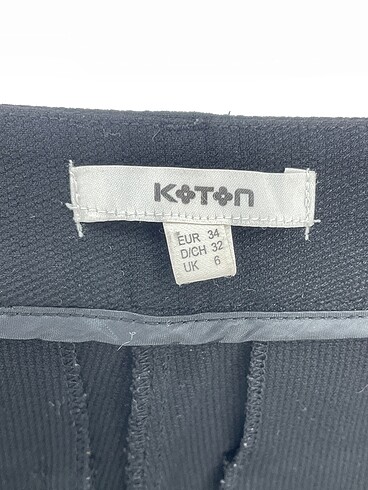 KOTON
EUR 34
D/CH 32
UK 6